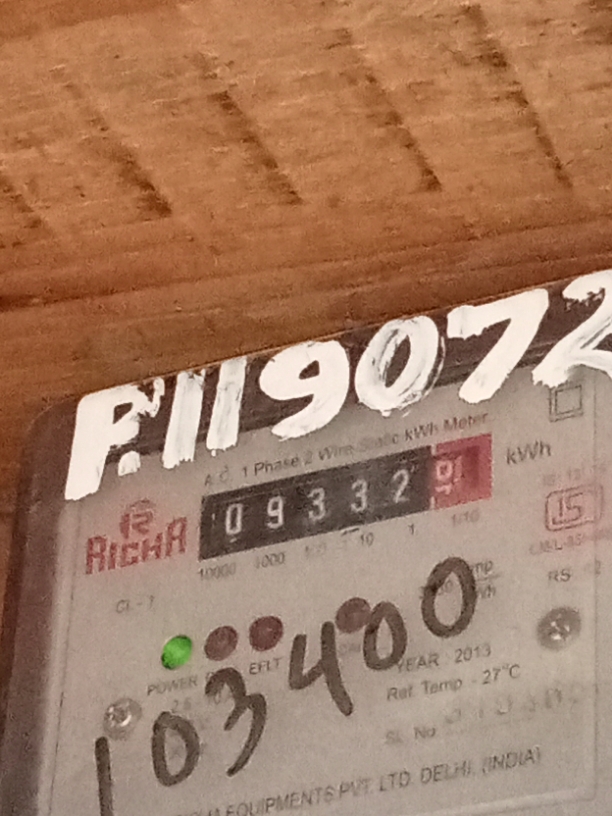 P.119072
A.C. 1 Phase 2 Wire Static kWh Meter
kWh
RICHA
09332
10000 1000 100 10 1 1/10
CL-1
RS
POWER
EFLT
103400
YEAR 2013
Ref. Temp - 27°C
SL. No
EQUIPMENTS PVT. LTD. DELHI, (INDIA)